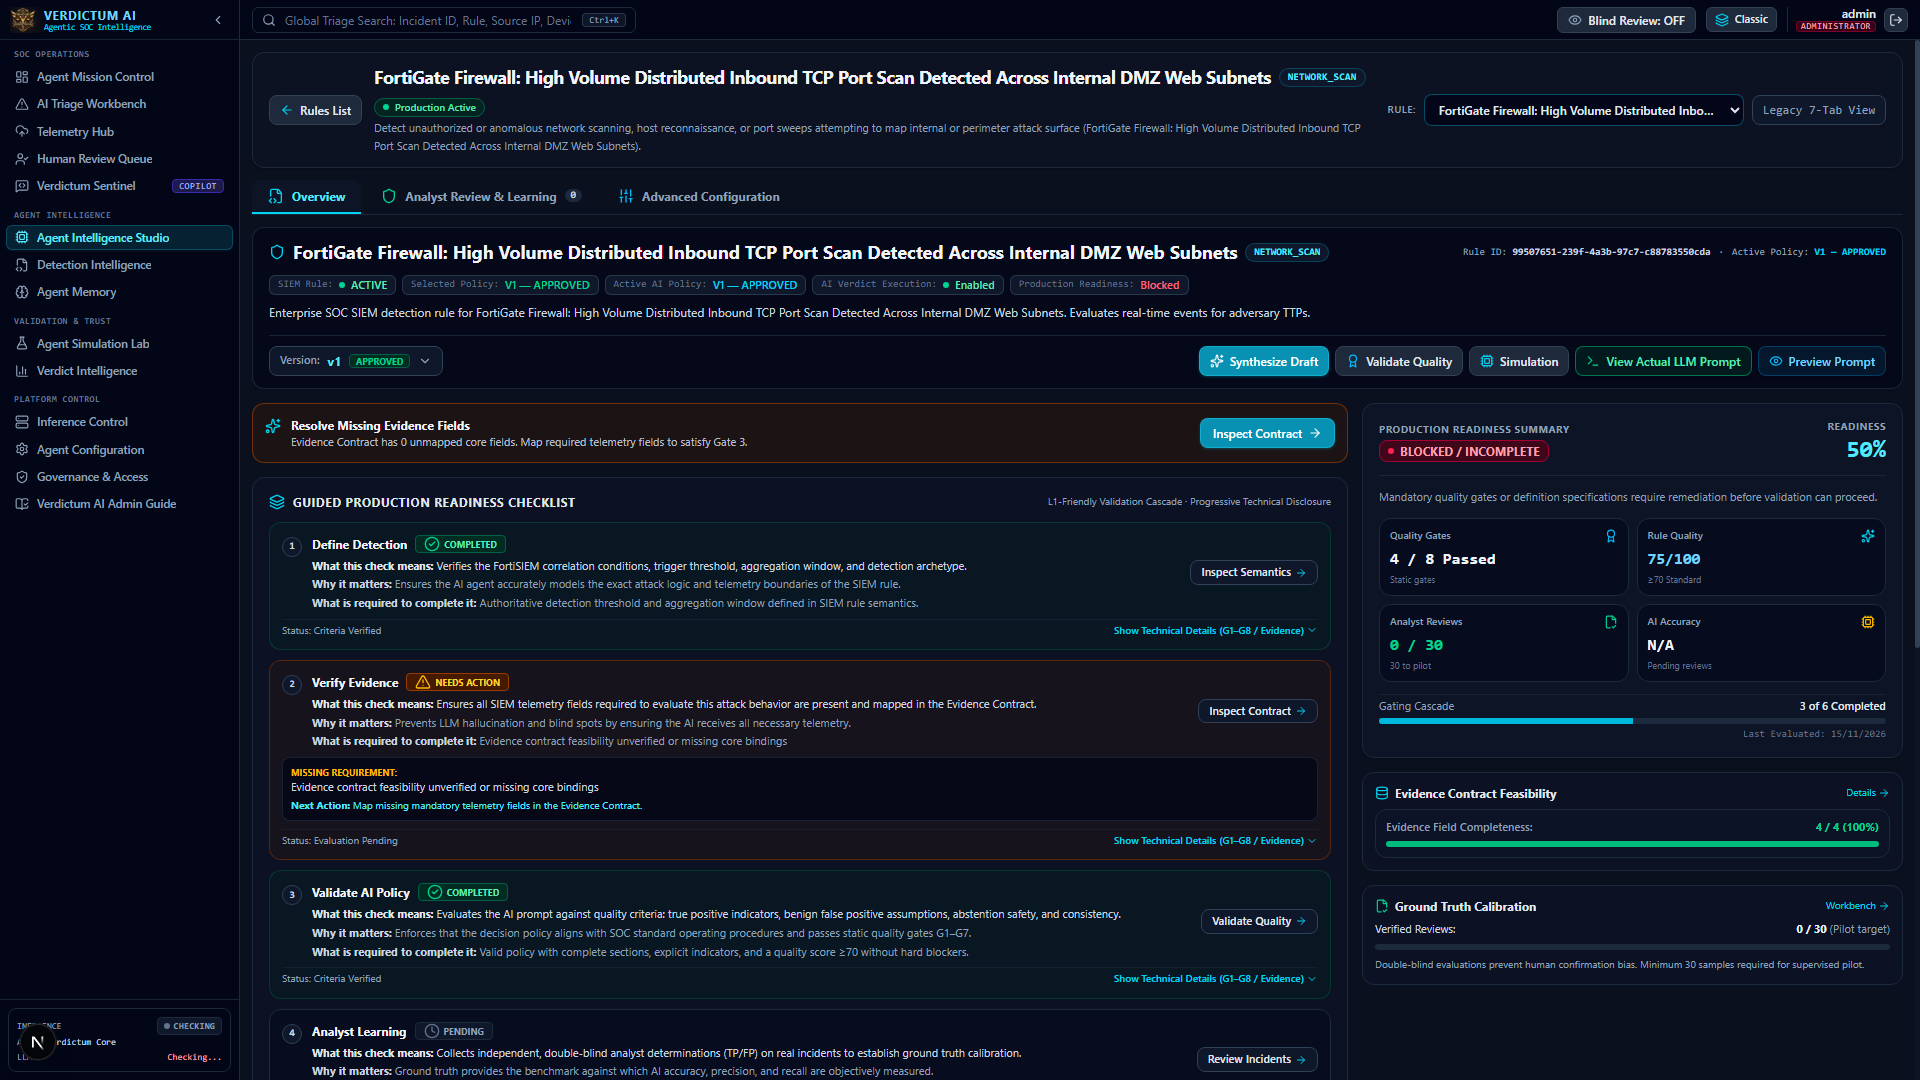 VERDICTUM AI
Agentic SOC Intelligence
Global Triage Search: Incident ID, Rule, Source IP, Devi
Ctrl+K
Blind Review: OFF
Classic
admin
ADMINISTRATOR
SOC OPERATIONS
Agent Mission Control
AI Triage Workbench
Telemetry Hub
Human Review Queue
Verdictum Sentinel
COPILOT
AGENT INTELLIGENCE
Agent Intelligence Studio
Detection Intelligence
Agent Memory
VALIDATION & TRUST
Agent Simulation Lab
Verdict Intelligence
PLATFORM CONTROL
Inference Control
Agent Configuration
Governance & Access
Verdictum AI Admin Guide
CHECKING
rdictum Core
Checking...
N
Rules List
FortiGate Firewall: High Volume Distributed Inbound TCP Port Scan Detected Across Internal DMZ Web Subnets
NETWORK_SCAN
Production Active
Detect unauthorized or anomalous network scanning, host reconnaissance, or port sweeps attempting to map internal or perimeter attack surface (FortiGate Firewall: High Volume Distributed Inbound TCP
Port Scan Detected Across Internal DMZ Web Subnets).
RULE:
FortiGate Firewall: High Volume Distributed Inbo...
Legacy 7-Tab View
Overview
Analyst Review & Learning
0
Advanced Configuration
FortiGate Firewall: High Volume Distributed Inbound TCP Port Scan Detected Across Internal DMZ Web Subnets
NETWORK_SCAN
Rule ID: 99507651-239f-4a3b-97c7-c88783550cda · Active Policy: V1 — APPROVED
SIEM Rule: ACTIVE
Selected Policy: V1 — APPROVED
Active AI Policy: V1 — APPROVED
AI Verdict Execution: Enabled
Production Readiness: Blocked
Enterprise SOC SIEM detection rule for FortiGate Firewall: High Volume Distributed Inbound TCP Port Scan Detected Across Internal DMZ Web Subnets. Evaluates real-time events for adversary TTPs.
Version: v1 APPROVED
Synthesize Draft
Validate Quality
Simulation
View Actual LLM Prompt
Preview Prompt
Resolve Missing Evidence Fields
Evidence Contract has 0 unmapped core fields. Map required telemetry fields to satisfy Gate 3.
Inspect Contract
GUIDED PRODUCTION READINESS CHECKLIST
L1-Friendly Validation Cascade · Progressive Technical Disclosure
1
Define Detection
COMPLETED
What this check means: Verifies the FortiSIEM correlation conditions, trigger threshold, aggregation window, and detection archetype.
Why it matters: Ensures the AI agent accurately models the exact attack logic and telemetry boundaries of the SIEM rule.
What is required to complete it: Authoritative detection threshold and aggregation window defined in SIEM rule semantics.
Inspect Semantics
Status: Criteria Verified
Show Technical Details (G1–G8 / Evidence)
2
Verify Evidence
NEEDS ACTION
What this check means: Ensures all SIEM telemetry fields required to evaluate this attack behavior are present and mapped in the Evidence Contract.
Why it matters: Prevents LLM hallucination and blind spots by ensuring the AI receives all necessary telemetry.
What is required to complete it: Evidence contract feasibility unverified or missing core bindings
Inspect Contract
MISSING REQUIREMENT:
Evidence contract feasibility unverified or missing core bindings
Next Action: Map missing mandatory telemetry fields in the Evidence Contract.
Status: Evaluation Pending
Show Technical Details (G1–G8 / Evidence)
3
Validate AI Policy
COMPLETED
What this check means: Evaluates the AI prompt against quality criteria: true positive indicators, benign false positive assumptions, abstention safety, and consistency.
Why it matters: Enforces that the decision policy aligns with SOC standard operating procedures and passes static quality gates G1–G7.
What is required to complete it: Valid policy with complete sections, explicit indicators, and a quality score ≥70 without hard blockers.
Validate Quality
Status: Criteria Verified
Show Technical Details (G1–G8 / Evidence)
4
Analyst Learning
PENDING
What this check means: Collects independent, double-blind analyst determinations (TP/FP) on real incidents to establish ground truth calibration.
Why it matters: Ground truth provides the benchmark against which AI accuracy, precision, and recall are objectively measured.
Review Incidents
PRODUCTION READINESS SUMMARY
BLOCKED / INCOMPLETE
READINESS
50%
Mandatory quality gates or definition specifications require remediation before validation can proceed.
Quality Gates
4 / 8 Passed
Static gates
Rule Quality
75/100
≥70 Standard
Analyst Reviews
0 / 30
30 to pilot
AI Accuracy
N/A
Pending reviews
Gating Cascade
3 of 6 Completed
Last Evaluated: 15/11/2026
Evidence Contract Feasibility
Details
Evidence Field Completeness:
4 / 4 (100%)
Ground Truth Calibration
Workbench
Verified Reviews:
0 / 30 (Pilot target)
Double-blind evaluations prevent human confirmation bias. Minimum 30 samples required for supervised pilot.